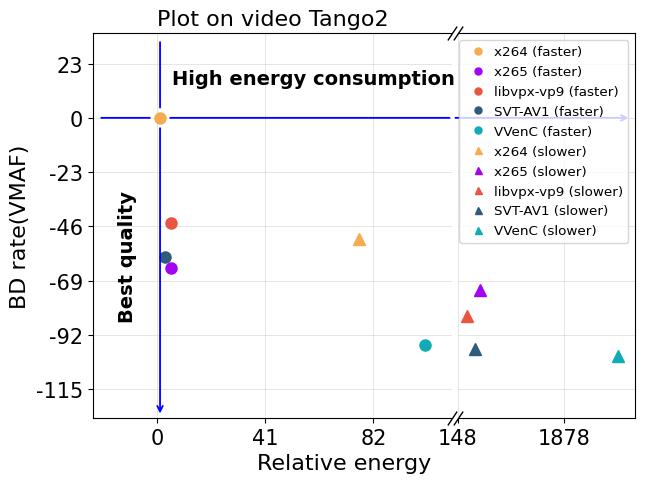 Plot on video Tango2
BD rate(VMAF)
23
0
-23
-46
-69
-92
-115
High energy consumption
Best quality
x264 (faster)
x265 (faster)
libvpx-vp9 (faster)
SVT-AV1 (faster)
VVenC (faster)
x264 (slower)
x265 (slower)
libvpx-vp9 (slower)
SVT-AV1 (slower)
VVenC (slower)
0 41 82 148 1878
Relative energy